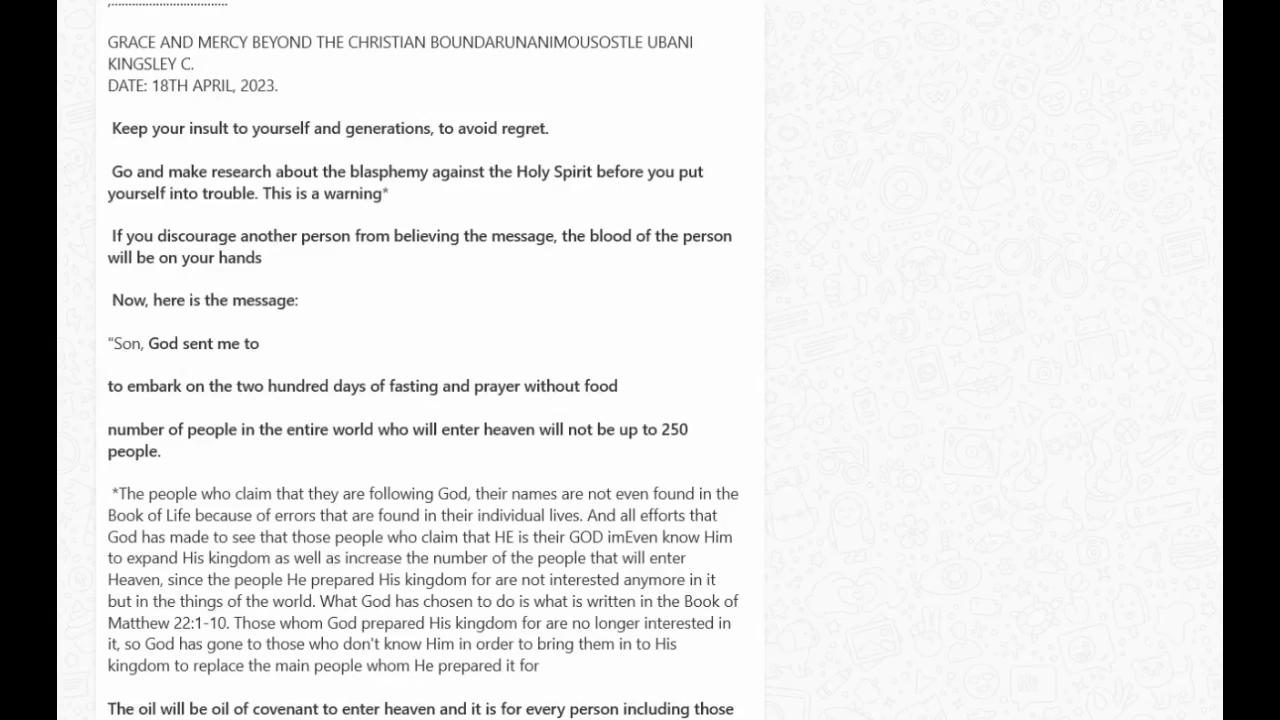 ,................................
GRACE AND MERCY BEYOND THE CHRISTIAN BOUNDARUNANIMOUSOSTLE UBANI
KINGSLEY C.
DATE: 18TH APRIL, 2023.
Keep your insult to yourself and generations, to avoid regret.
Go and make research about the blasphemy against the Holy Spirit before you put
yourself into trouble. This is a warning*
If you discourage another person from believing the message, the blood of the person
will be on your hands
Now, here is the message:
"Son, God sent me to
to embark on the two hundred days of fasting and prayer without food
number of people in the entire world who will enter heaven will not be up to 250
people.
*The people who claim that they are following God, their names are not even found in the
Book of Life because of errors that are found in their individual lives. And all efforts that
God has made to see that those people who claim that HE is their GOD imEven know Him
to expand His kingdom as well as increase the number of the people that will enter
Heaven, since the people He prepared His kingdom for are not interested anymore in it
but in the things of the world. What God has chosen to do is what is written in the Book of
Matthew 22:1-10. Those whom God prepared His kingdom for are no longer interested in
it, so God has gone to those who don't know Him in order to bring them in to His
kingdom to replace the main people whom He prepared it for
The oil will be oil of covenant to enter heaven and it is for every person including those